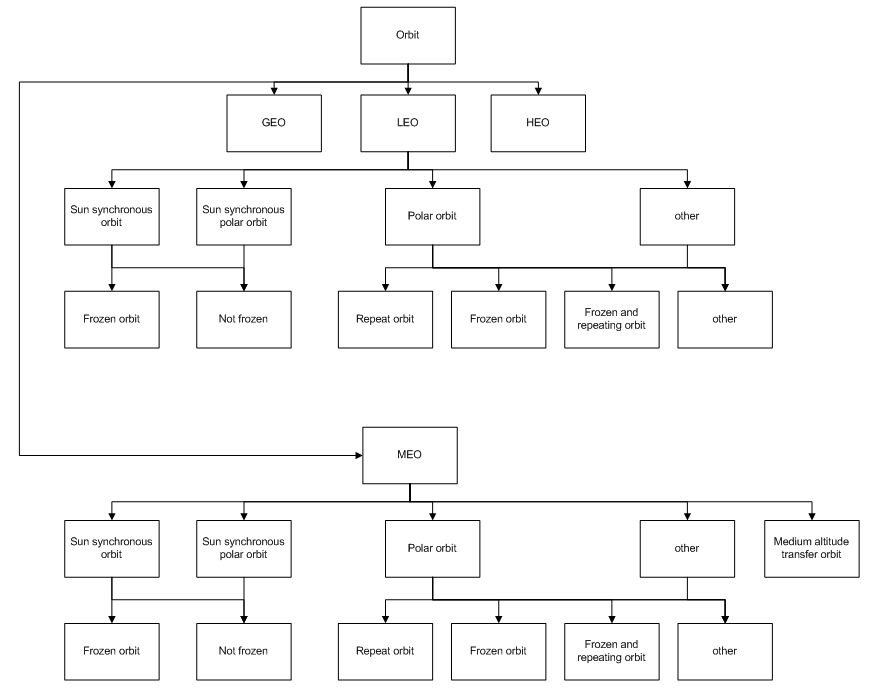 Orbit
GEO
LEO
HEO
Sun synchronous
orbit
Sun synchronous
polar orbit
Polar orbit
other
Frozen orbit
Not frozen
Repeat orbit
Frozen orbit
Frozen and
repeating orbit
other
MEO
Sun synchronous
orbit
Sun synchronous
polar orbit
Polar orbit
other
Medium altitude
transfer orbit
Frozen orbit
Not frozen
Repeat orbit
Frozen orbit
Frozen and
repeating orbit
other